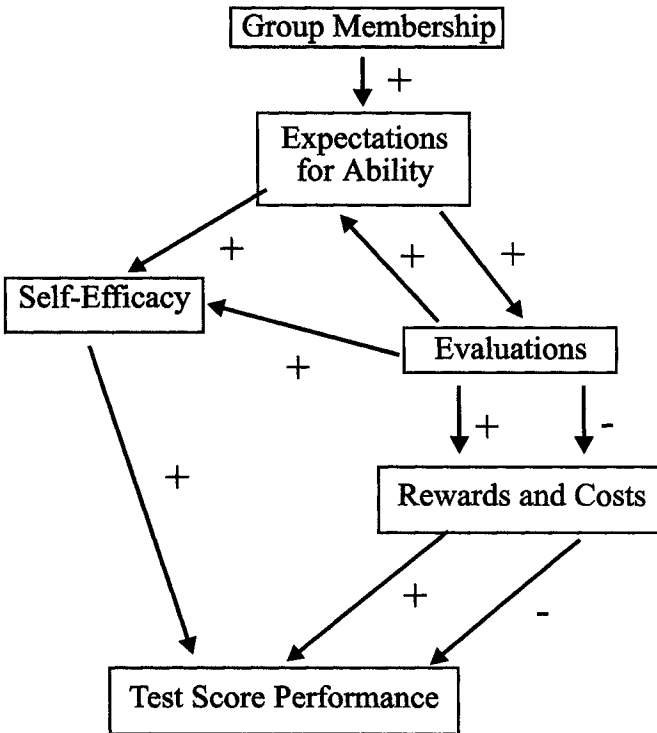 Group Membership
+
Expectations
for Ability
+
+
+
Self-Efficacy
Evaluations
+
+
-
+
Rewards and Costs
+
-
Test Score Performance